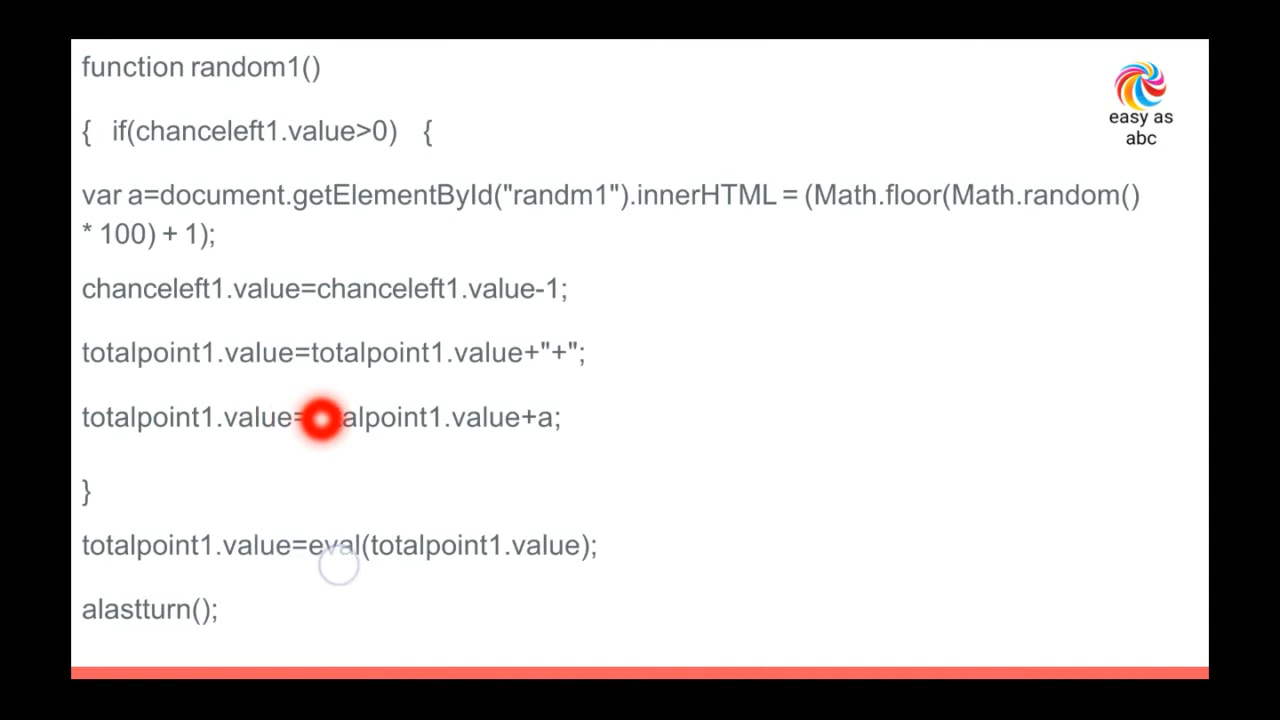 function random1()
easy as
abc
{ if(chanceleft1.value>0) {
var a=document.getElementById("randm1").innerHTML = (Math.floor(Math.random()
* 100) + 1);
chanceleft1.value=chanceleft1.value-1;
totalpoint1.value=totalpoint1.value+"+";
totalpoint1.value=totalpoint1.value+a;
}
totalpoint1.value=eval(totalpoint1.value);
alastturn();